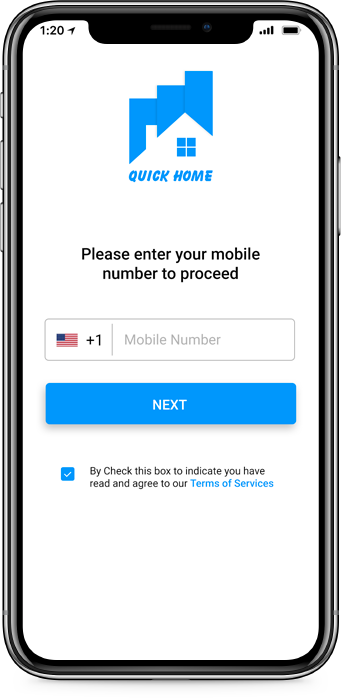 1:20
QUICK HOME
Please enter your mobile
number to proceed
+1 Mobile Number
NEXT
By Check this box to indicate you have
read and agree to our Terms of Services